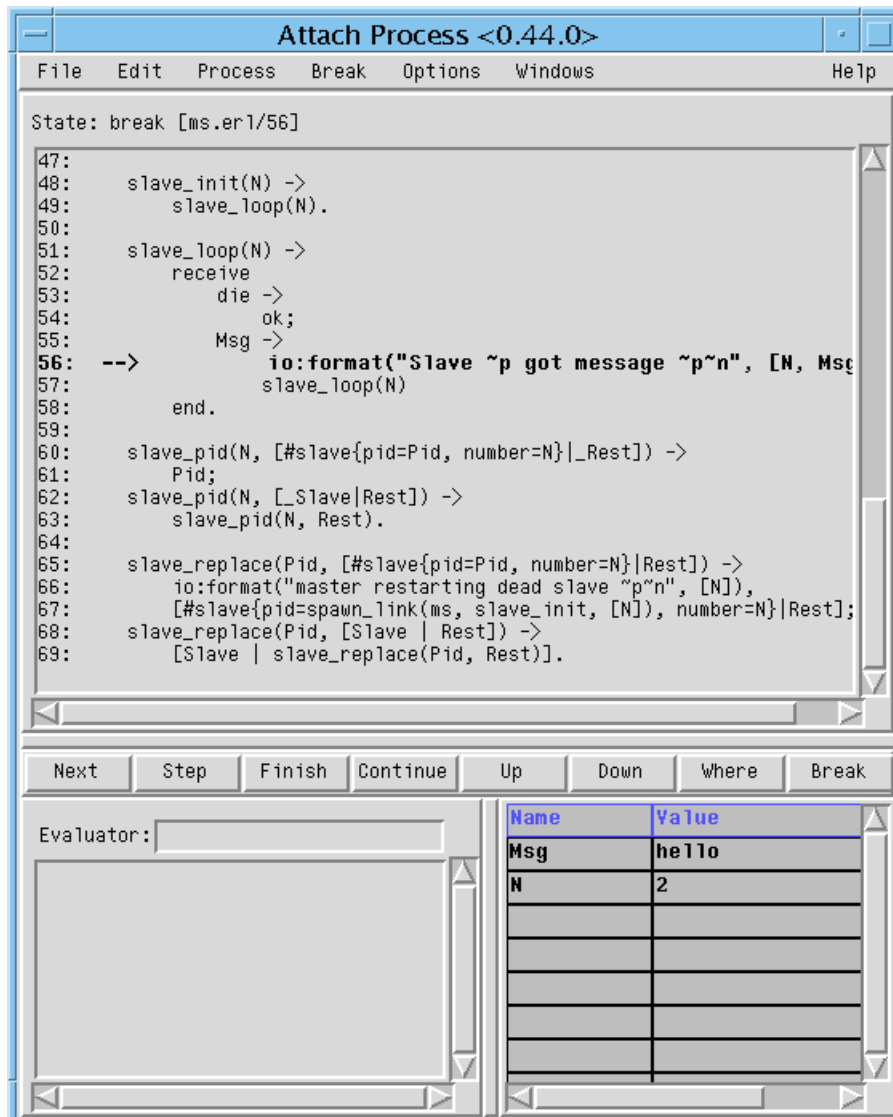 Attach Process <0.44.0>
File Edit Process Break Options Windows Help
State: break [ms.erl/56]
47:
48: slave_init(N) ->
49: slave_loop(N).
50:
51: slave_loop(N) ->
52: receive
53: die ->
54: ok;
55: Msg ->
56: --> io:format("Slave ~p got message ~p~n", [N, Msg
57: slave_loop(N)
58: end.
59:
60: slave_pid(N, [#slave{pid=Pid, number=N}|_Rest]) ->
61: Pid;
62: slave_pid(N, [_Slave|Rest]) ->
63: slave_pid(N, Rest).
64:
65: slave_replace(Pid, [#slave{pid=Pid, number=N}|Rest]) ->
66: io:format("master restarting dead slave ~p~n", [N]),
67: [#slave{pid=spawn_link(ms, slave_init, [N]), number=N}|Rest];
68: slave_replace(Pid, [Slave | Rest]) ->
69: [Slave | slave_replace(Pid, Rest)].
Next Step Finish Continue Up Down Where Break
Evaluator:
Name Value
Msg hello
N 2